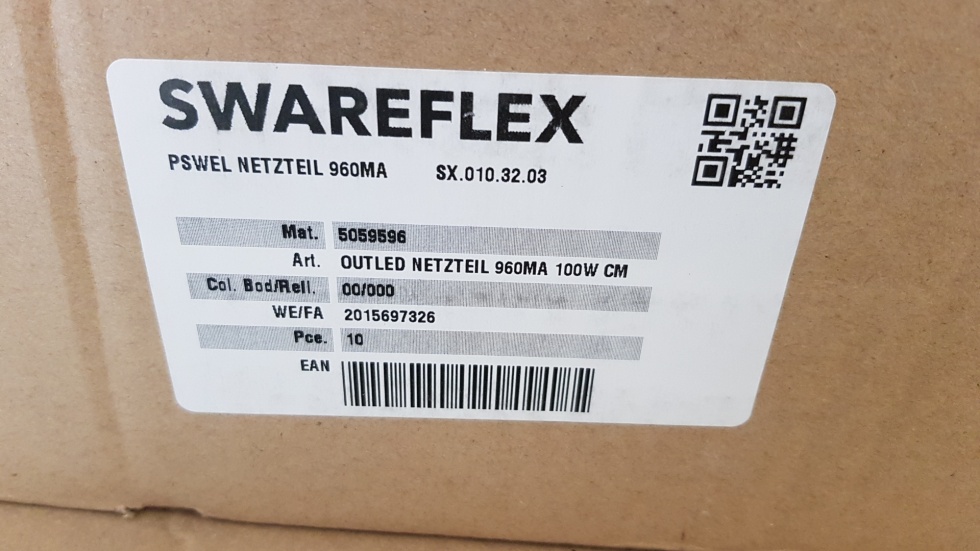 SWAREFLEX
PSWEL NETZTEIL 960MA SX.010.32.03
Mat. 5059596
Art. OUTLED NETZTEIL 960MA 100W CM
Col. Bod/Rell. 00/000
WE/FA 2015697326
Pce. 10
EAN